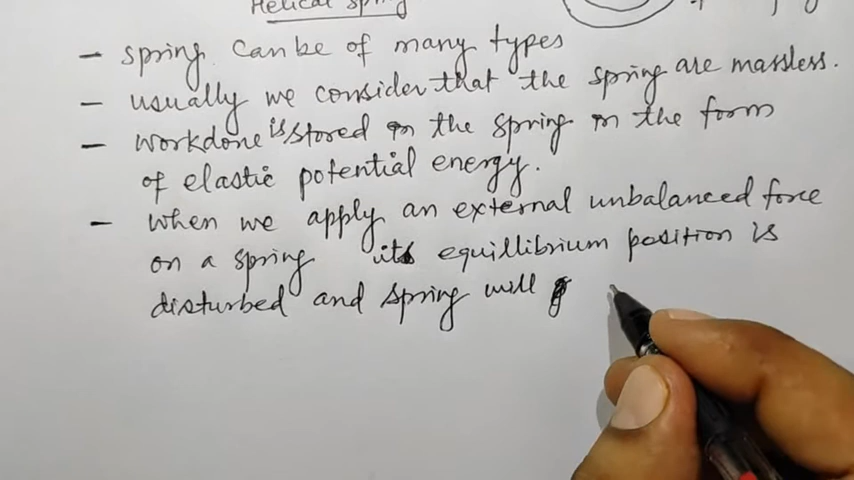 Helical spring
- spring can be of many types
- usually we consider that the spring are massless.
- workdone is stored in the spring in the form
of elastic potential energy.
- when we apply an external unbalanced force
on a spring its equillibrium position is
disturbed and spring will